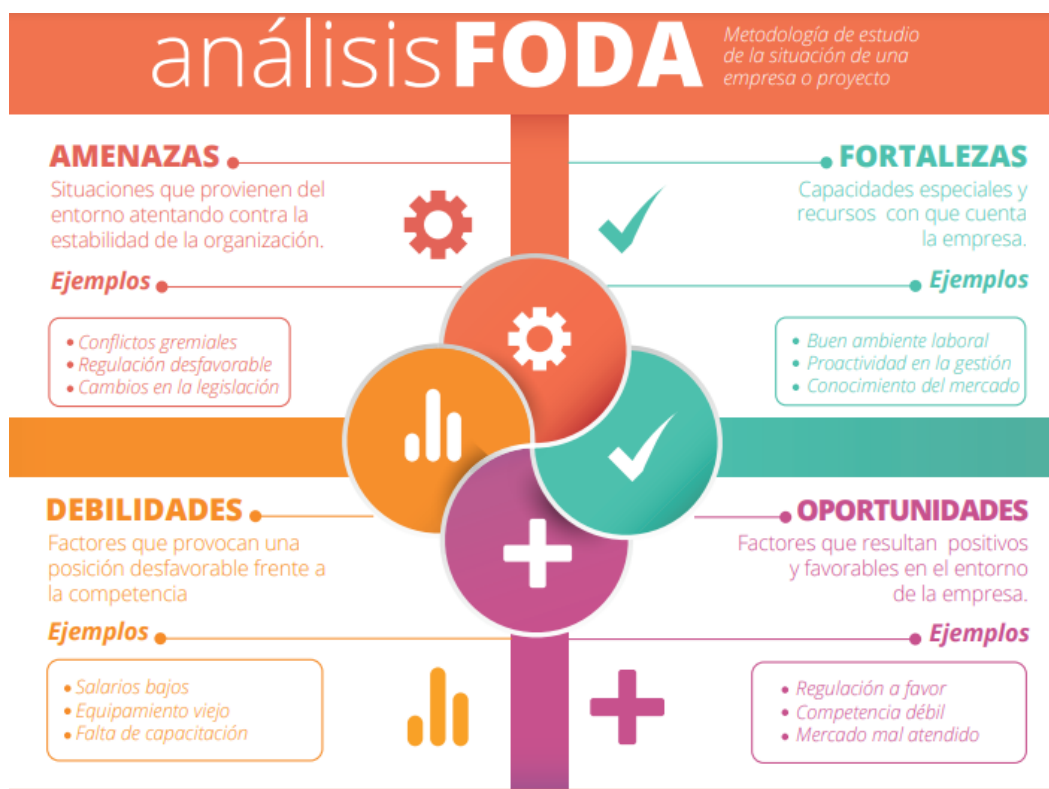 análisis FODA
Metodología de estudio
de la situación de una
empresa o proyecto
AMENAZAS
Situaciones que provienen del
entorno atentando contra la
estabilidad de la organización.
Ejemplos
• Conflictos gremiales
• Regulación desfavorable
• Cambios en la legislación
FORTALEZAS
Capacidades especiales y
recursos con que cuenta
la empresa.
Ejemplos
• Buen ambiente laboral
• Proactividad en la gestión
• Conocimiento del mercado
DEBILIDADES
Factores que provocan una
posición desfavorable frente a
la competencia
Ejemplos
• Salarios bajos
• Equipamiento viejo
• Falta de capacitación
OPORTUNIDADES
Factores que resultan positivos
y favorables en el entorno
de la empresa.
Ejemplos
• Regulación a favor
• Competencia débil
• Mercado mal atendido